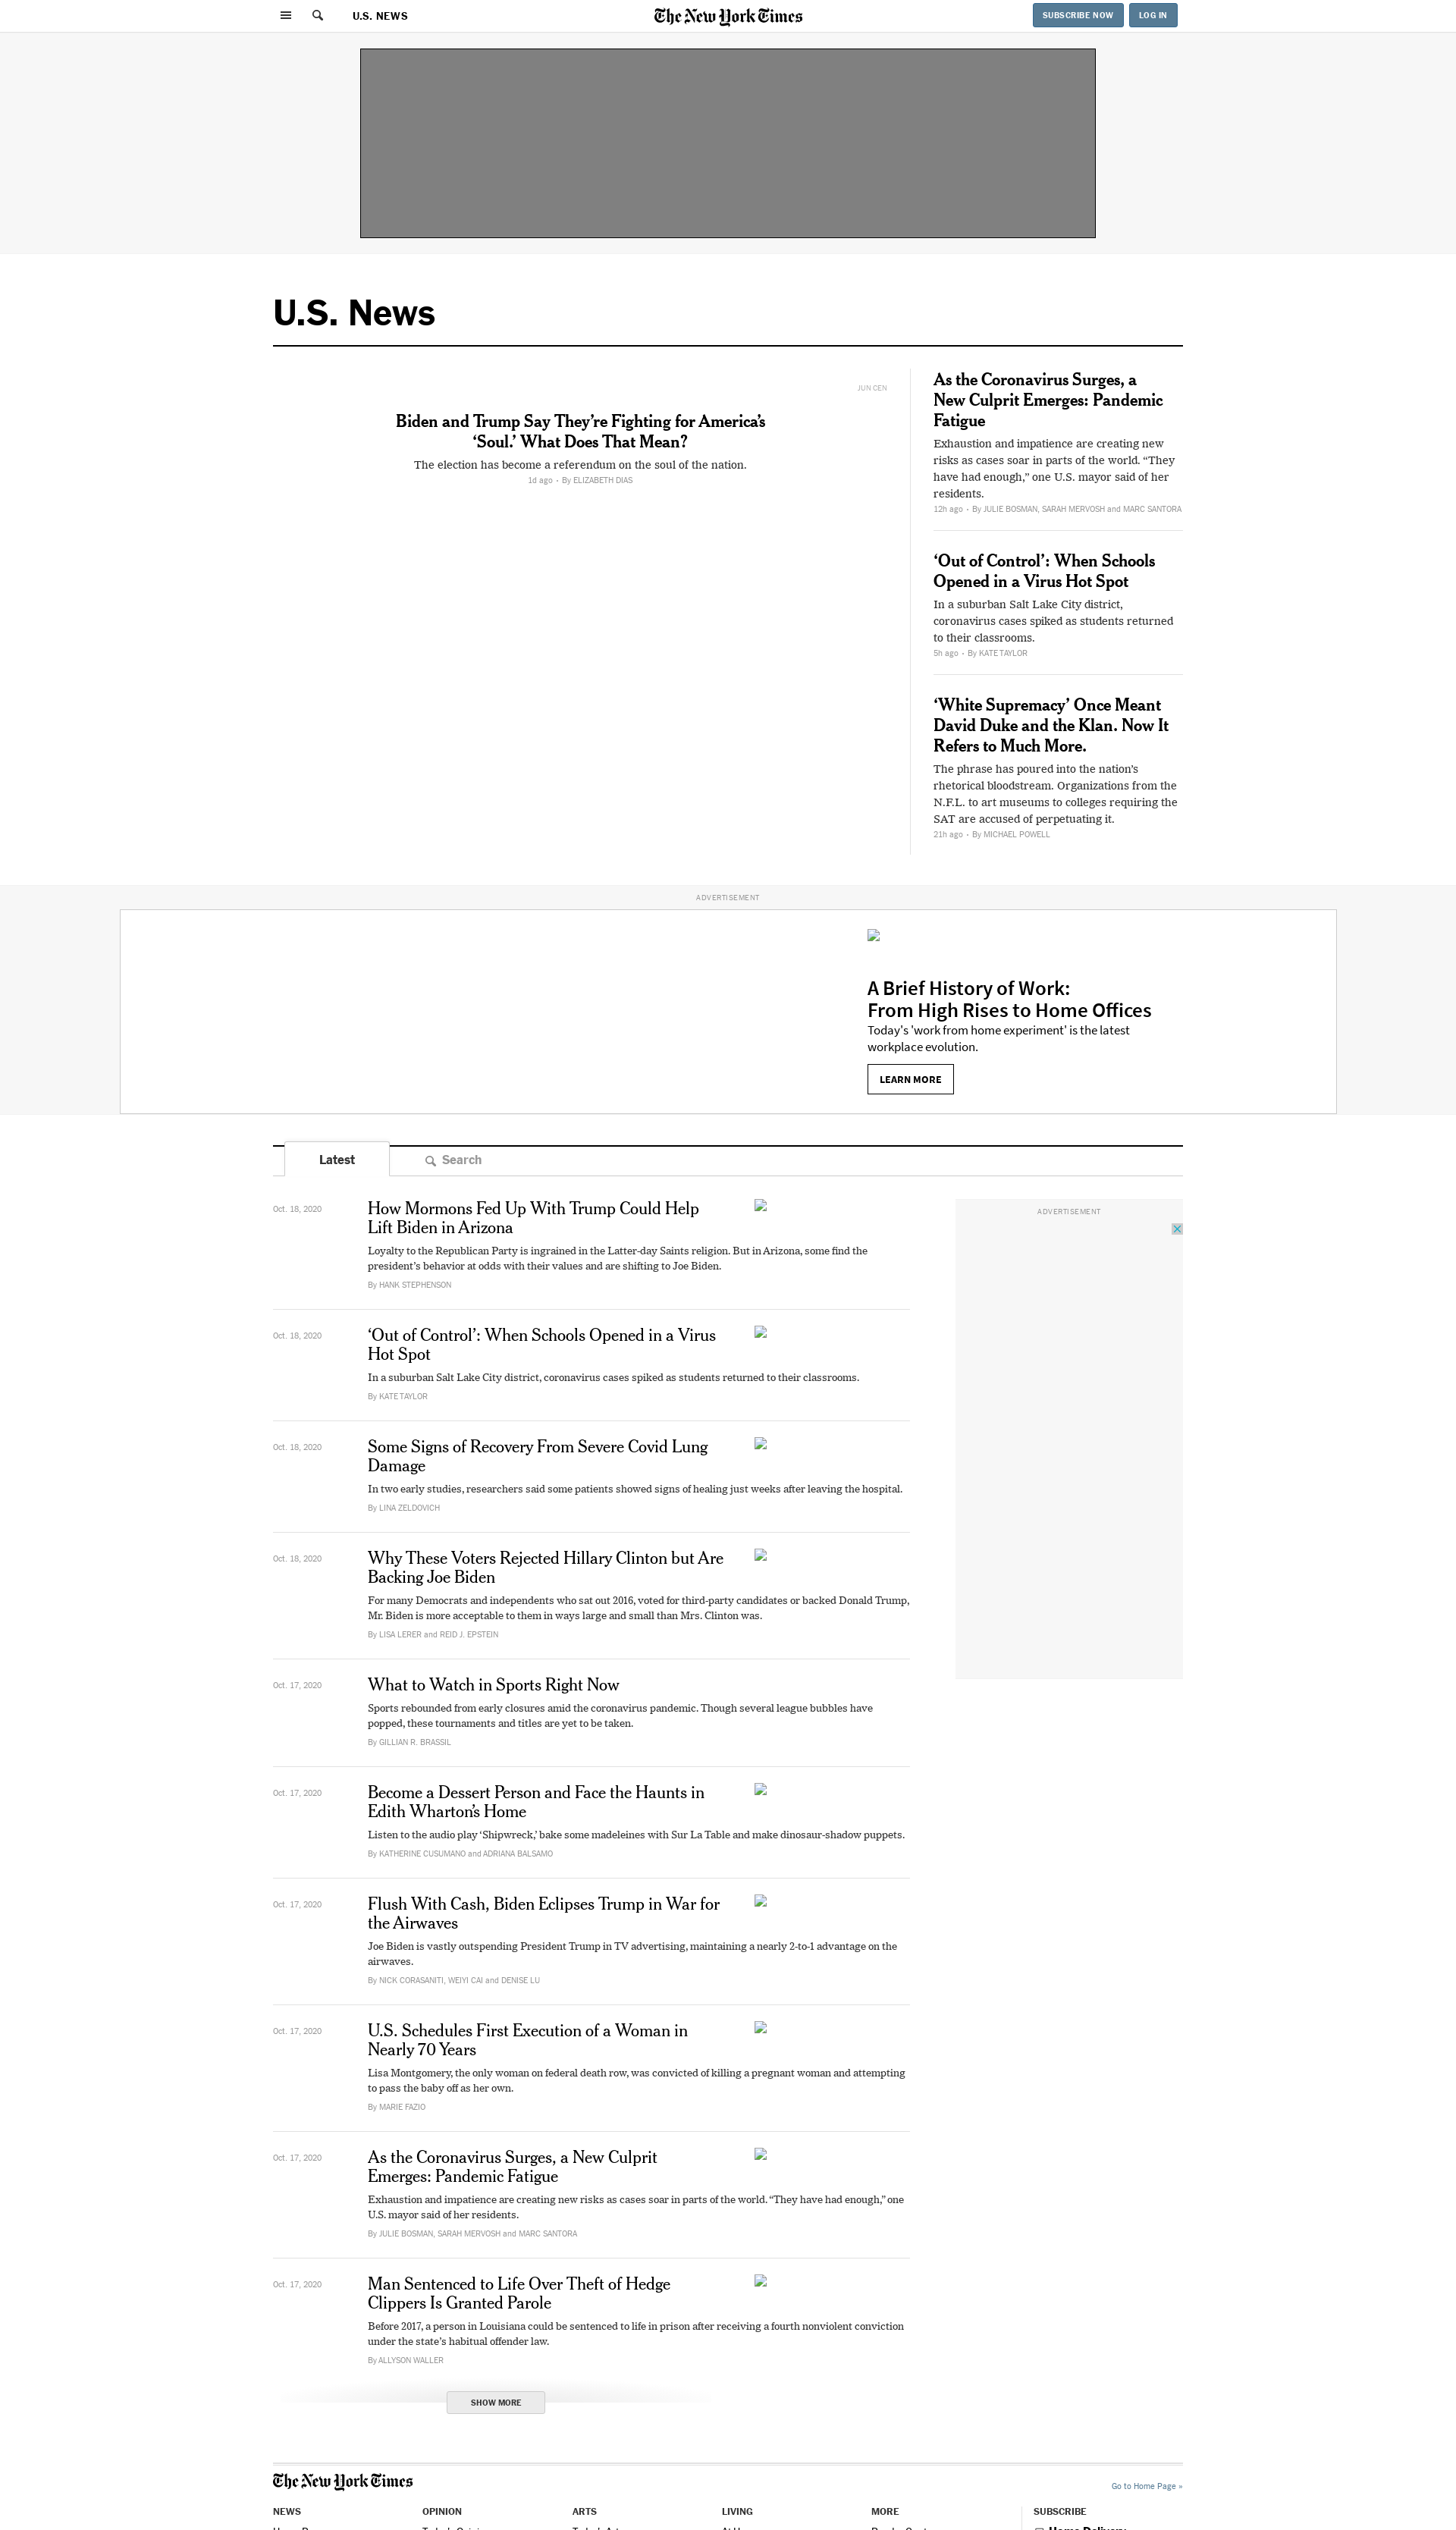 U.S. NEWS
The New York Times
SUBSCRIBE NOW
LOG IN
U.S. News
JUN CEN
Biden and Trump Say They’re Fighting for America’s
‘Soul.’ What Does That Mean?
The election has become a referendum on the soul of the nation.
1d ago • By ELIZABETH DIAS
As the Coronavirus Surges, a
New Culprit Emerges: Pandemic
Fatigue
Exhaustion and impatience are creating new
risks as cases soar in parts of the world. “They
have had enough,” one U.S. mayor said of her
residents.
12h ago • By JULIE BOSMAN, SARAH MERVOSH and MARC SANTORA
‘Out of Control’: When Schools
Opened in a Virus Hot Spot
In a suburban Salt Lake City district,
coronavirus cases spiked as students returned
to their classrooms.
5h ago • By KATE TAYLOR
‘White Supremacy’ Once Meant
David Duke and the Klan. Now It
Refers to Much More.
The phrase has poured into the nation’s
rhetorical bloodstream. Organizations from the
N.F.L. to art museums to colleges requiring the
SAT are accused of perpetuating it.
21h ago • By MICHAEL POWELL
ADVERTISEMENT
A Brief History of Work:
From High Rises to Home Offices
Today's 'work from home experiment' is the latest
workplace evolution.
LEARN MORE
Latest
Search
ADVERTISEMENT
Oct. 18, 2020
How Mormons Fed Up With Trump Could Help
Lift Biden in Arizona
Loyalty to the Republican Party is ingrained in the Latter-day Saints religion. But in Arizona, some find the
president’s behavior at odds with their values and are shifting to Joe Biden.
By HANK STEPHENSON
Oct. 18, 2020
‘Out of Control’: When Schools Opened in a Virus
Hot Spot
In a suburban Salt Lake City district, coronavirus cases spiked as students returned to their classrooms.
By KATE TAYLOR
Oct. 18, 2020
Some Signs of Recovery From Severe Covid Lung
Damage
In two early studies, researchers said some patients showed signs of healing just weeks after leaving the hospital.
By LINA ZELDOVICH
Oct. 18, 2020
Why These Voters Rejected Hillary Clinton but Are
Backing Joe Biden
For many Democrats and independents who sat out 2016, voted for third-party candidates or backed Donald Trump,
Mr. Biden is more acceptable to them in ways large and small than Mrs. Clinton was.
By LISA LERER and REID J. EPSTEIN
Oct. 17, 2020
What to Watch in Sports Right Now
Sports rebounded from early closures amid the coronavirus pandemic. Though several league bubbles have
popped, these tournaments and titles are yet to be taken.
By GILLIAN R. BRASSIL
Oct. 17, 2020
Become a Dessert Person and Face the Haunts in
Edith Wharton’s Home
Listen to the audio play ‘Shipwreck,’ bake some madeleines with Sur La Table and make dinosaur-shadow puppets.
By KATHERINE CUSUMANO and ADRIANA BALSAMO
Oct. 17, 2020
Flush With Cash, Biden Eclipses Trump in War for
the Airwaves
Joe Biden is vastly outspending President Trump in TV advertising, maintaining a nearly 2-to-1 advantage on the
airwaves.
By NICK CORASANITI, WEIYI CAI and DENISE LU
Oct. 17, 2020
U.S. Schedules First Execution of a Woman in
Nearly 70 Years
Lisa Montgomery, the only woman on federal death row, was convicted of killing a pregnant woman and attempting
to pass the baby off as her own.
By MARIE FAZIO
Oct. 17, 2020
As the Coronavirus Surges, a New Culprit
Emerges: Pandemic Fatigue
Exhaustion and impatience are creating new risks as cases soar in parts of the world. “They have had enough,” one
U.S. mayor said of her residents.
By JULIE BOSMAN, SARAH MERVOSH and MARC SANTORA
Oct. 17, 2020
Man Sentenced to Life Over Theft of Hedge
Clippers Is Granted Parole
Before 2017, a person in Louisiana could be sentenced to life in prison after receiving a fourth nonviolent conviction
under the state’s habitual offender law.
By ALLYSON WALLER
SHOW MORE
The New York Times
Go to Home Page »
NEWS
OPINION
ARTS
LIVING
MORE
SUBSCRIBE